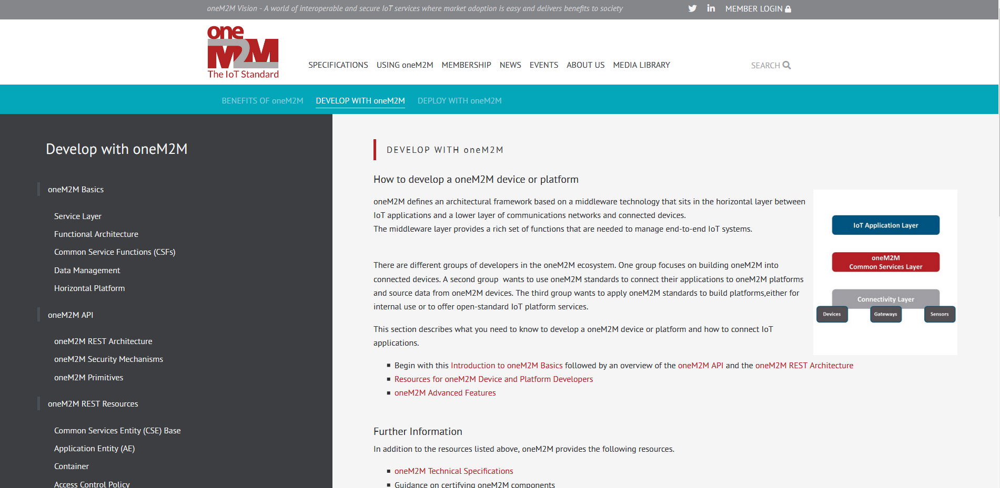 oneM2M Vision - A world of interoperable and secure IoT services where market adoption is easy and delivers benefits to society
MEMBER LOGIN
one
M2M
The IoT Standard
SPECIFICATIONS USING oneM2M MEMBERSHIP NEWS EVENTS ABOUT US MEDIA LIBRARY
SEARCH
BENEFITS OF oneM2M DEVELOP WITH oneM2M DEPLOY WITH oneM2M
Develop with oneM2M
oneM2M Basics
Service Layer
Functional Architecture
Common Service Functions (CSFs)
Data Management
Horizontal Platform
oneM2M API
oneM2M REST Architecture
oneM2M Security Mechanisms
oneM2M Primitives
oneM2M REST Resources
Common Services Entity (CSE) Base
Application Entity (AE)
Container
Access Control Policy
DEVELOP WITH oneM2M
How to develop a oneM2M device or platform
oneM2M defines an architectural framework based on a middleware technology that sits in the horizontal layer between
IoT applications and a lower layer of communications networks and connected devices.
The middleware layer provides a rich set of functions that are needed to manage end-to-end IoT systems.
There are different groups of developers in the oneM2M ecosystem. One group focuses on building oneM2M into
connected devices. A second group  wants to use oneM2M standards to connect their applications to oneM2M platforms
and source data from oneM2M devices. The third group wants to apply oneM2M standards to build platforms,either for
internal use or to offer open-standard IoT platform services.
This section describes what you need to know to develop a oneM2M device or platform and how to connect IoT
applications.
IoT Application Layer
oneM2M
Common Services Layer
Connectivity Layer
Devices Gateways Sensors
Begin with this Introduction to oneM2M Basics followed by an overview of the oneM2M API and the oneM2M REST Architecture
Resources for oneM2M Device and Platform Developers
oneM2M Advanced Features
Further Information
In addition to the resources listed above, oneM2M provides the following resources.
oneM2M Technical Specifications
Guidance on certifying oneM2M components